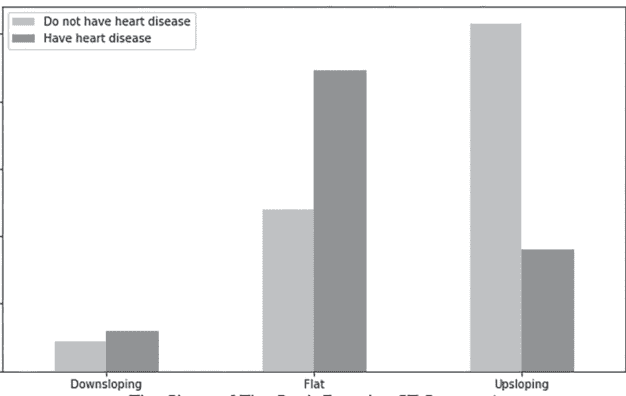 Do not have heart disease
Have heart disease
Downsloping Flat Upsloping